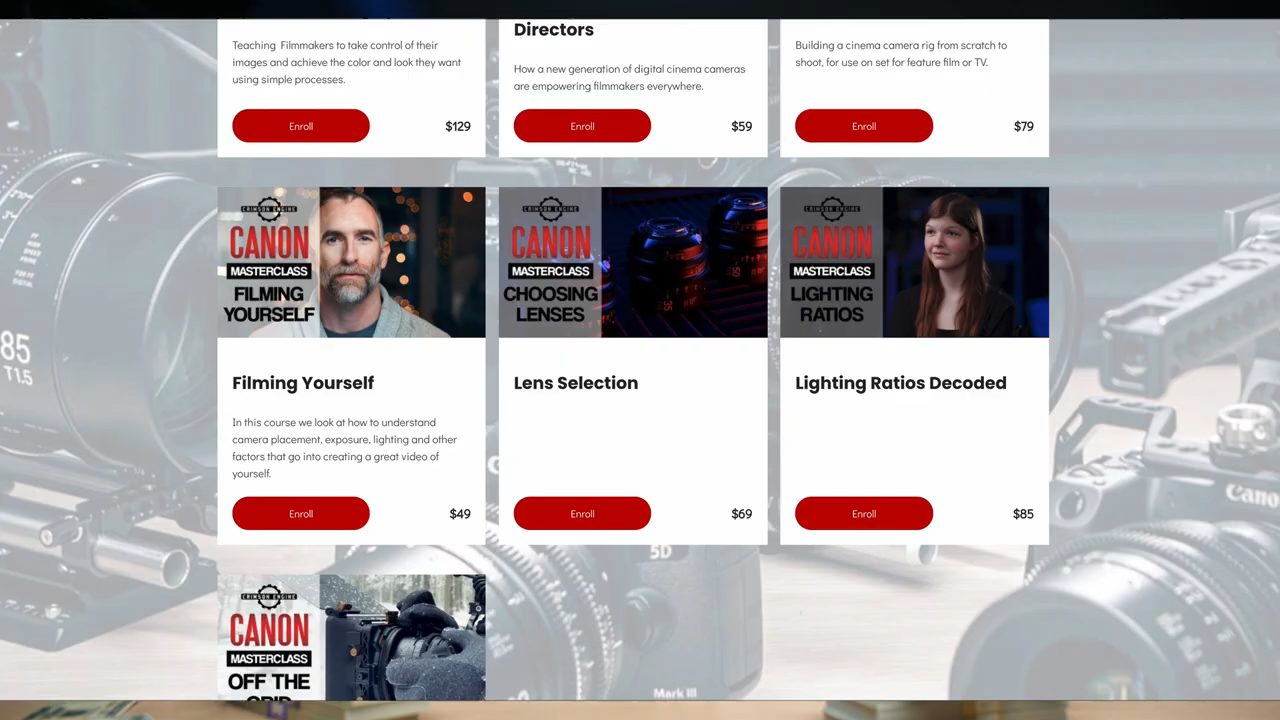 Teaching Filmmakers to take control of their
images and achieve the color and look they want
using simple processes.
Enroll
$129
Directors
How a new generation of digital cinema cameras
are empowering filmmakers everywhere.
Enroll
$59
Building a cinema camera rig from scratch to
shoot, for use on set for feature film or TV.
Enroll
$79
CRIMSON ENGINE
CANON
MASTERCLASS
FILMING
YOURSELF
Filming Yourself
In this course we look at how to understand
camera placement, exposure, lighting and other
factors that go into creating a great video of
yourself.
Enroll
$49
CRIMSON ENGINE
CANON
MASTERCLASS
CHOOSING
LENSES
35
50
Lens Selection
Enroll
$69
CRIMSON ENGINE
CANON
MASTERCLASS
LIGHTING
RATIOS
Lighting Ratios Decoded
Enroll
$85
CRIMSON ENGINE
CANON
MASTERCLASS
OFF THE
GRID
85
T1.5
5D
Mark III
Canon